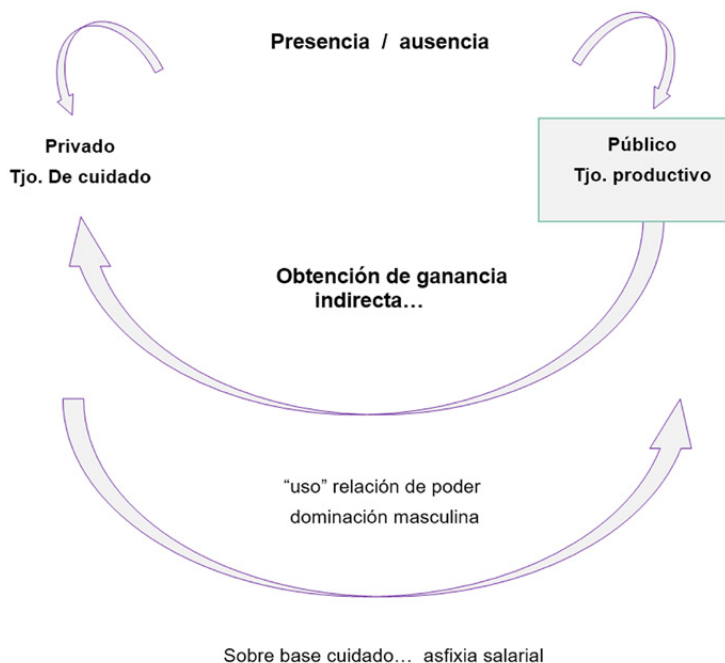 Presencia / ausencia
Privado
Tjo. De cuidado
Público
Tjo. productivo
Obtención de ganancia
indirecta…
“uso” relación de poder
dominación masculina
Sobre base cuidado… asfixia salarial